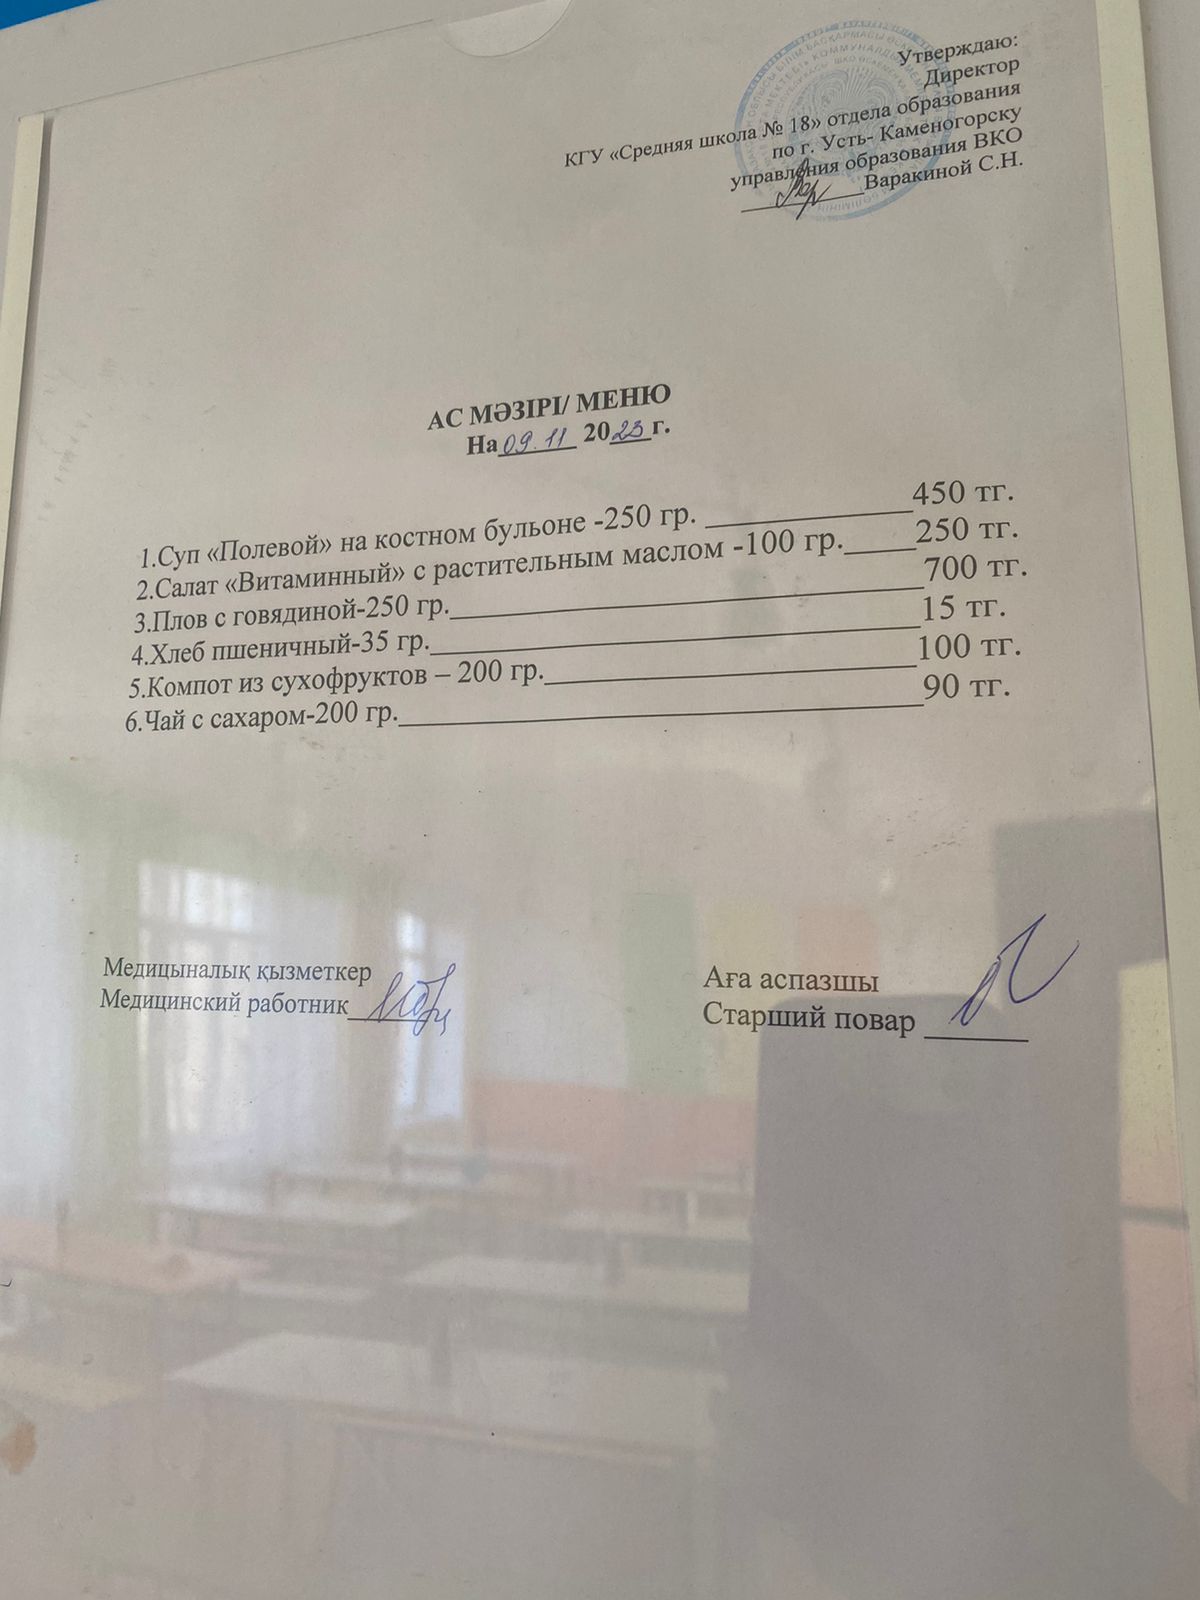 Утверждаю:
Директор
КГУ «Средняя школа № 18» отдела образования
по г. Усть- Каменогорску
управления образования ВКО
Варакиной С.Н.
АС МӘЗІРІ/ МЕНЮ
На 09.11 2023 г.
1.Суп «Полевой» на костном бульоне -250 гр. 450 тг.
2.Салат «Витаминный» с растительным маслом -100 гр. 250 тг.
3.Плов с говядиной-250 гр. 700 тг.
4.Хлеб пшеничный-35 гр. 15 тг.
5.Компот из сухофруктов – 200 гр. 100 тг.
6.Чай с сахаром-200 гр. 90 тг.
Медицыналық қызметкер
Медицинский работник
Аға аспазшы
Старший повар